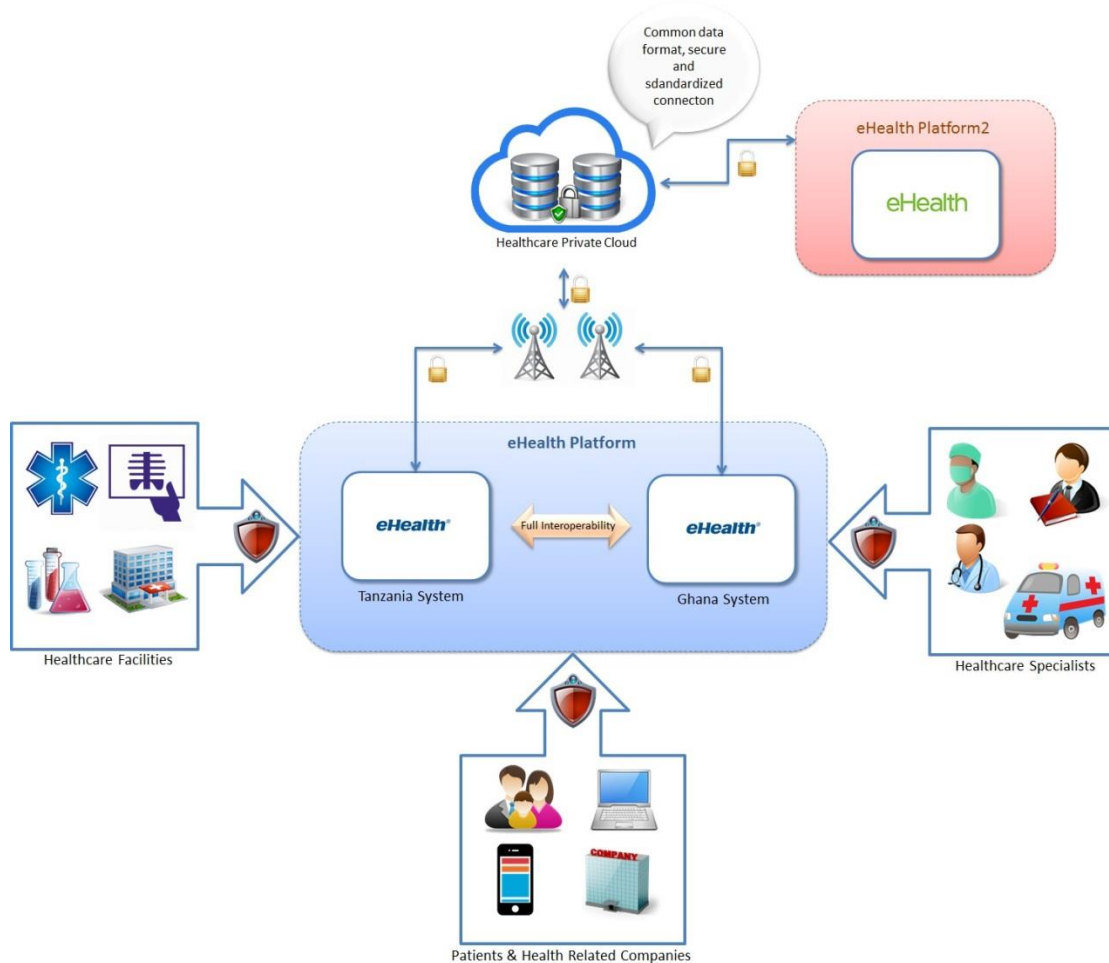 Common data
format, secure
and
sdandardized
connecton
eHealth Platform2
eHealth
Healthcare Private Cloud
eHealth Platform
eHealth®
Full Interoperability
eHealth®
Tanzania System
Ghana System
Healthcare Facilities
Healthcare Specialists
COMPANY
Patients & Health Related Companies